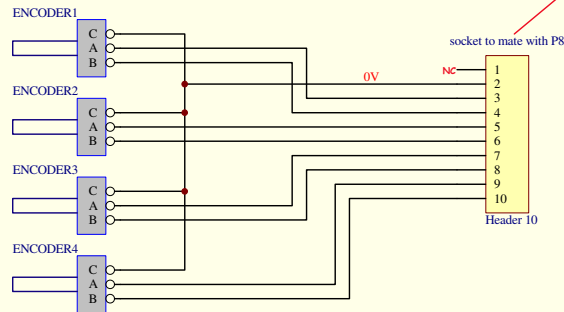 ENCODER1
C
A
B
ENCODER2
C
A
B
ENCODER3
C
A
B
ENCODER4
C
A
B
0V
NC
socket to mate with P8
1
2
3
4
5
6
7
8
9
10
Header 10